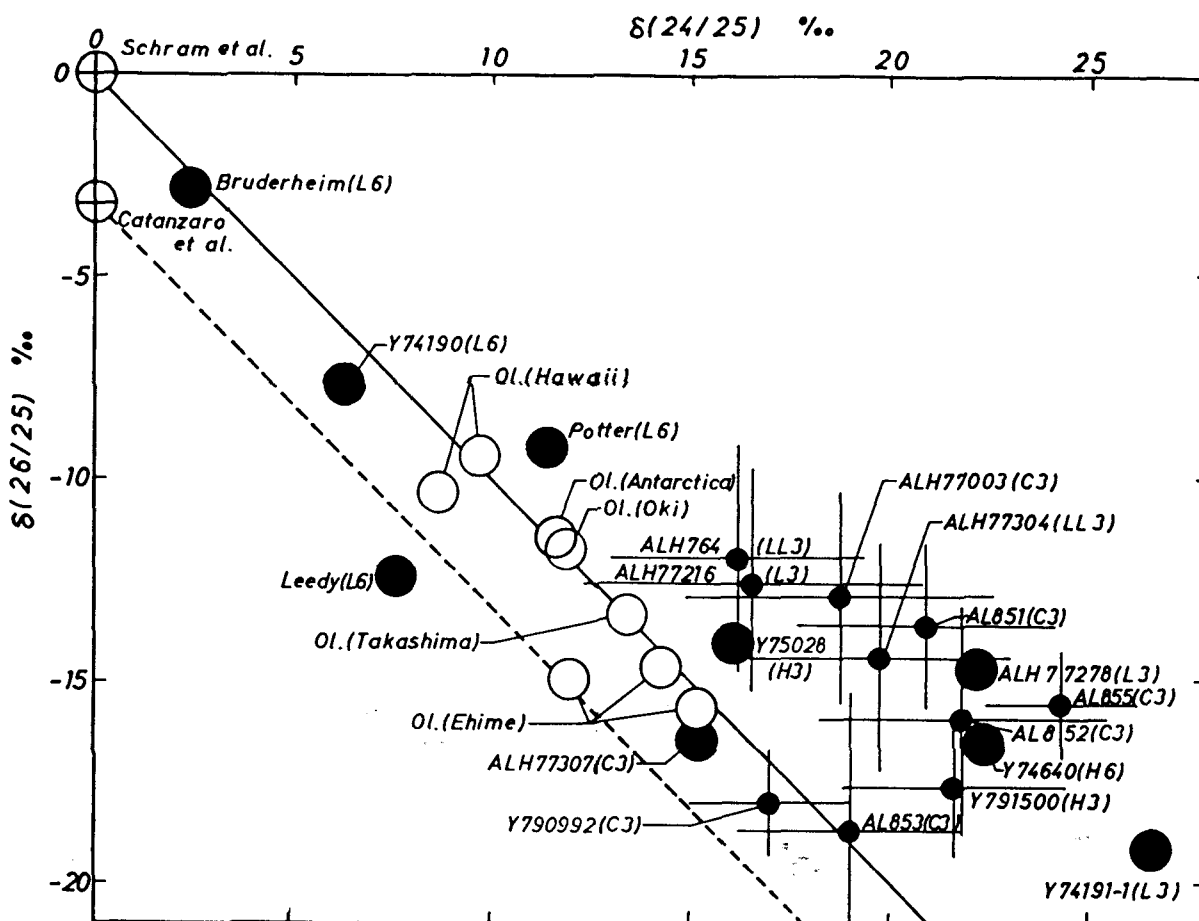 δ(24/25) ‰
0
Schram et al.
5
10
15
20
25
0
Bruderheim(L6)
Catanzaro
et al.
-5
δ(26/25) ‰
Y74190(L6)
Ol.(Hawaii)
Potter(L6)
-10
Ol.(Antarctica)
Ol.(Oki)
ALH77003(C3)
ALH77304(LL3)
ALH764 (LL3)
ALH77216 (L3)
Leedy(L6)
AL851(C3)
Ol.(Takashima)
Y75028
(H3)
ALH77278(L3)
-15
AL855(C3)
Ol.(Ehime)
AL852(C3)
ALH77307(C3)
Y74640(H6)
Y791500(H3)
Y790992(C3)
AL853(C3)
-20
Y74191-1(L3)